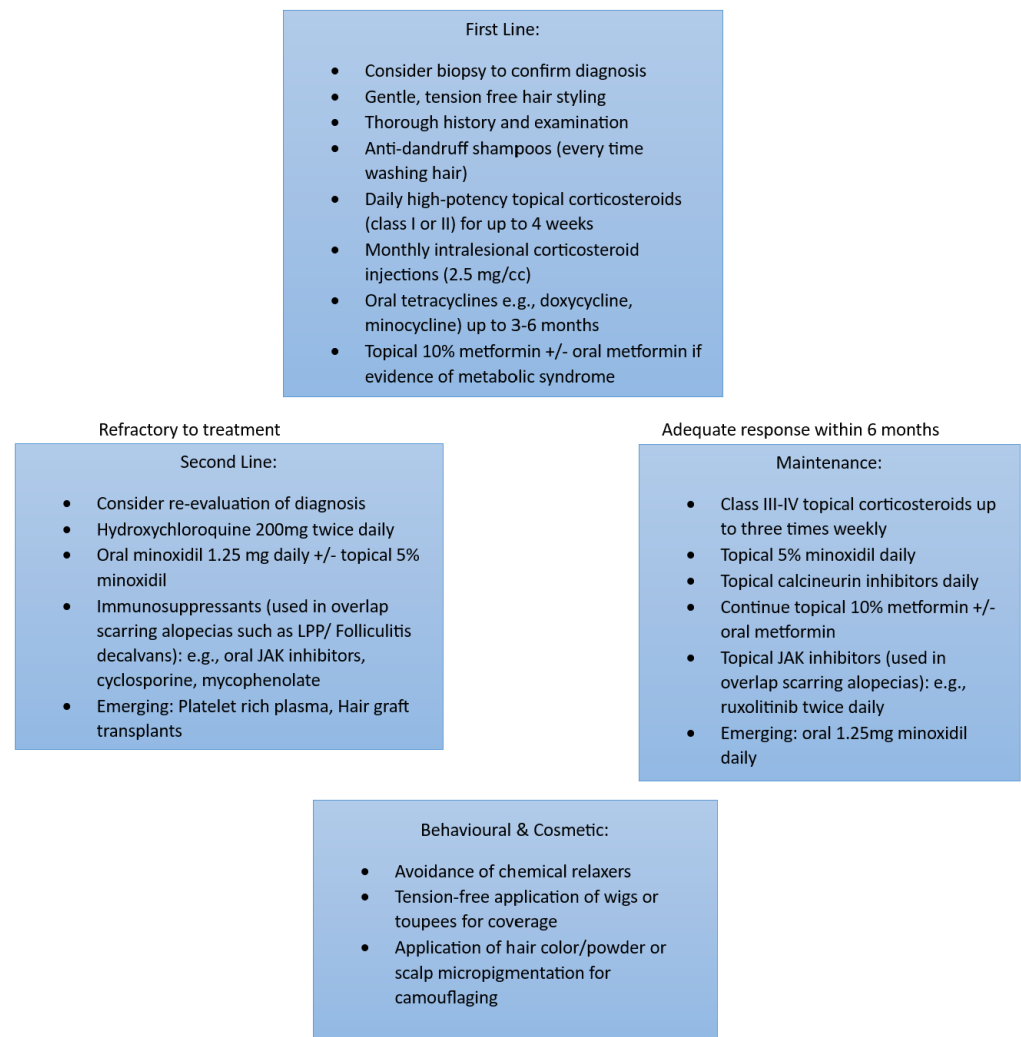 First Line:
• Consider biopsy to confirm diagnosis
• Gentle, tension free hair styling
• Thorough history and examination
• Anti-dandruff shampoos (every time
washing hair)
• Daily high-potency topical corticosteroids
(class I or II) for up to 4 weeks
• Monthly intralesional corticosteroid
injections (2.5 mg/cc)
• Oral tetracyclines e.g., doxycycline,
minocycline) up to 3-6 months
• Topical 10% metformin +/- oral metformin if
evidence of metabolic syndrome
Refractory to treatment
Second Line:
• Consider re-evaluation of diagnosis
• Hydroxychloroquine 200mg twice daily
• Oral minoxidil 1.25 mg daily +/- topical 5%
minoxidil
• Immunosuppressants (used in overlap
scarring alopecias such as LPP/ Folliculitis
decalvans): e.g., oral JAK inhibitors,
cyclosporine, mycophenolate
• Emerging: Platelet rich plasma, Hair graft
transplants
Adequate response within 6 months
Maintenance:
• Class III-IV topical corticosteroids up
to three times weekly
• Topical 5% minoxidil daily
• Topical calcineurin inhibitors daily
• Continue topical 10% metformin +/-
oral metformin
• Topical JAK inhibitors (used in
overlap scarring alopecias): e.g.,
ruxolitinib twice daily
• Emerging: oral 1.25mg minoxidil
daily
Behavioural & Cosmetic:
• Avoidance of chemical relaxers
• Tension-free application of wigs or
toupees for coverage
• Application of hair color/powder or
scalp micropigmentation for
camouflaging